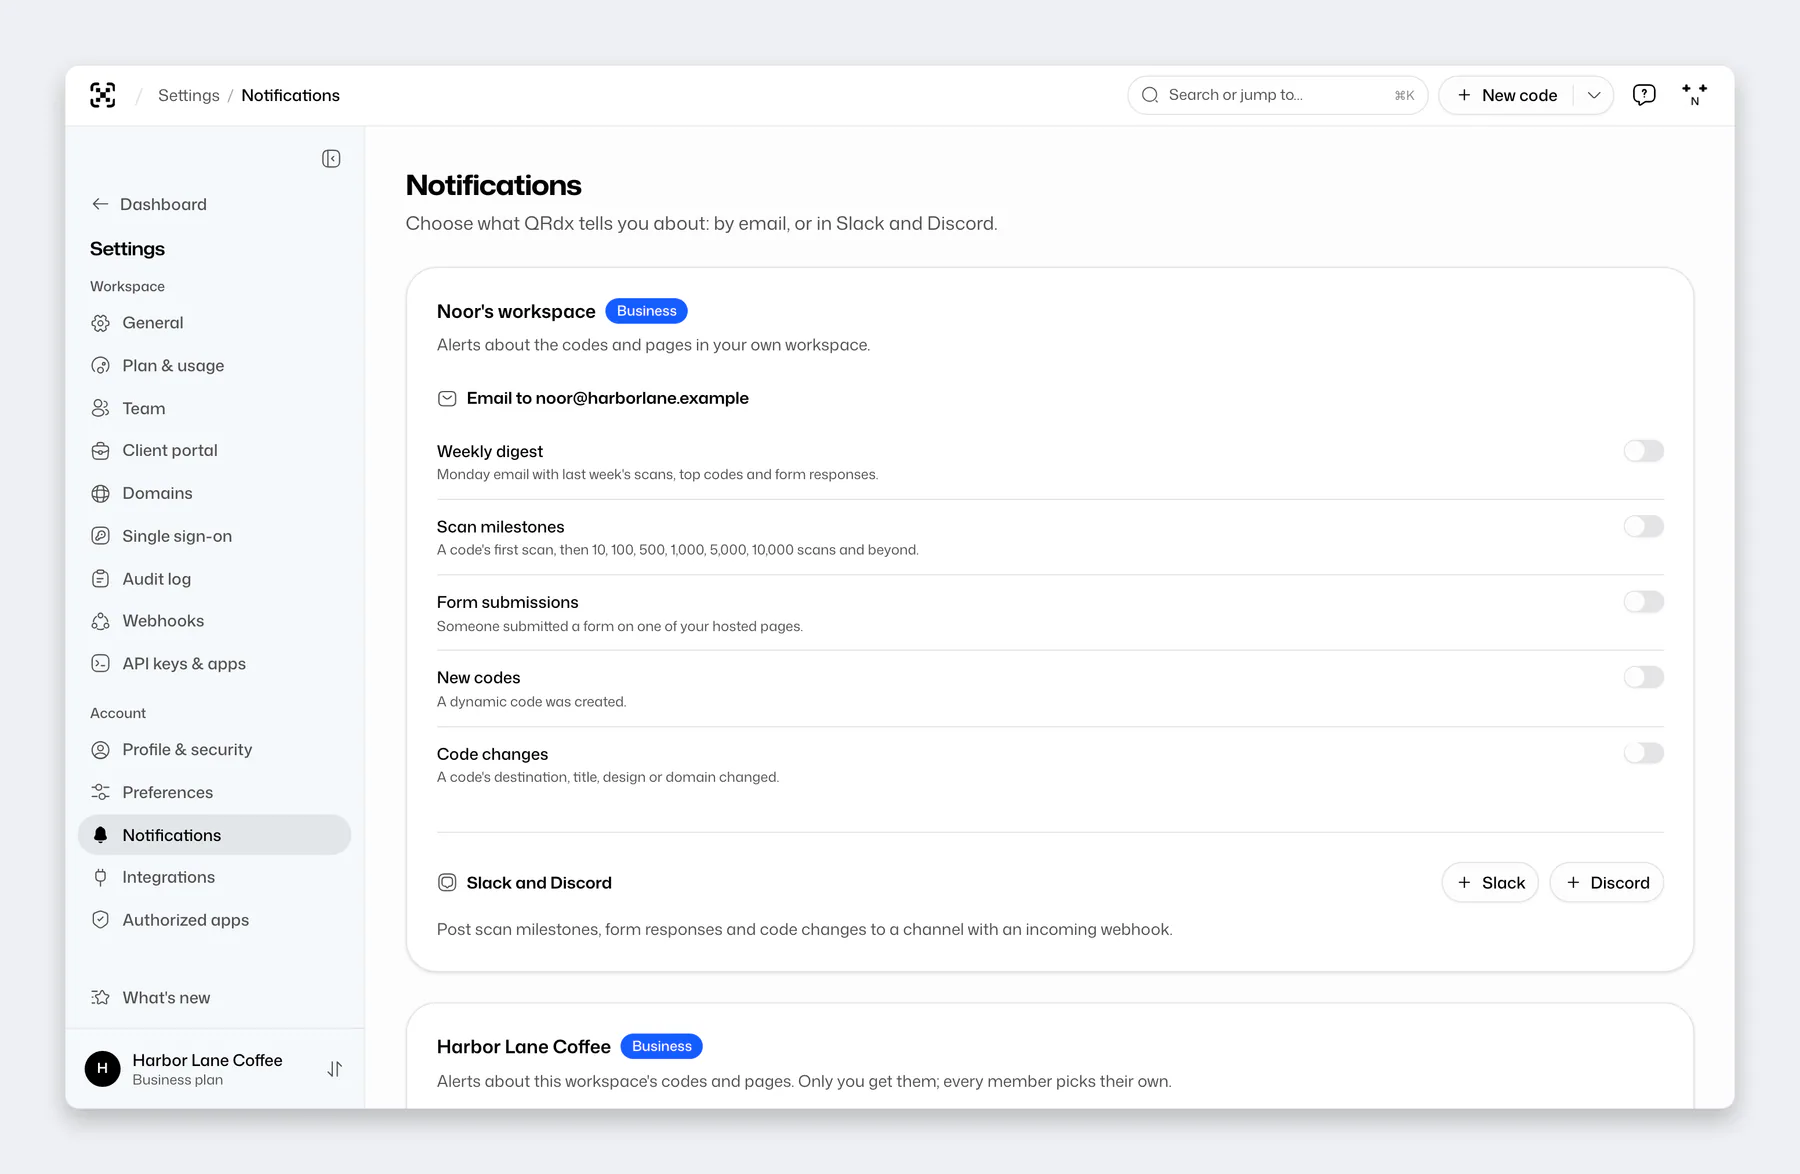 Settings / Notifications
Search or jump to... ⌘K
+ New code
N
Dashboard
Settings
Workspace
General
Plan & usage
Team
Client portal
Domains
Single sign-on
Audit log
Webhooks
API keys & apps
Account
Profile & security
Preferences
Notifications
Integrations
Authorized apps
What's new
H
Harbor Lane Coffee
Business plan
Notifications
Choose what QRdx tells you about: by email, or in Slack and Discord.
Noor's workspace Business
Alerts about the codes and pages in your own workspace.
Email to noor@harborlane.example
Weekly digest
Monday email with last week's scans, top codes and form responses.
Scan milestones
A code's first scan, then 10, 100, 500, 1,000, 5,000, 10,000 scans and beyond.
Form submissions
Someone submitted a form on one of your hosted pages.
New codes
A dynamic code was created.
Code changes
A code's destination, title, design or domain changed.
Slack and Discord
+ Slack
+ Discord
Post scan milestones, form responses and code changes to a channel with an incoming webhook.
Harbor Lane Coffee Business
Alerts about this workspace's codes and pages. Only you get them; every member picks their own.